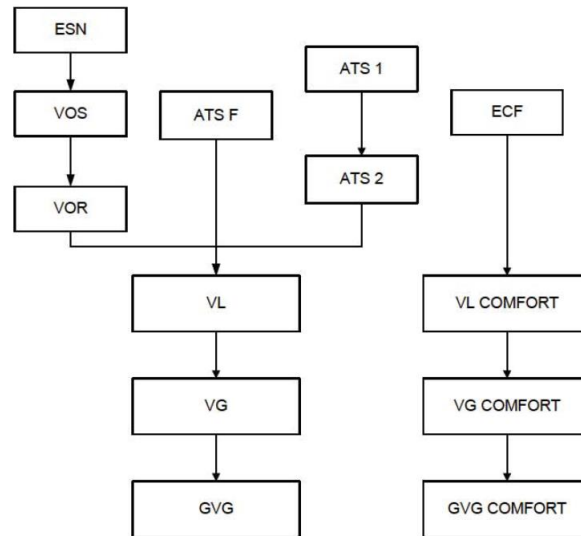 ESN
ATS 1
VOS
ATS F
ECF
ATS 2
VOR
VL
VL COMFORT
VG
VG COMFORT
GVG
GVG COMFORT